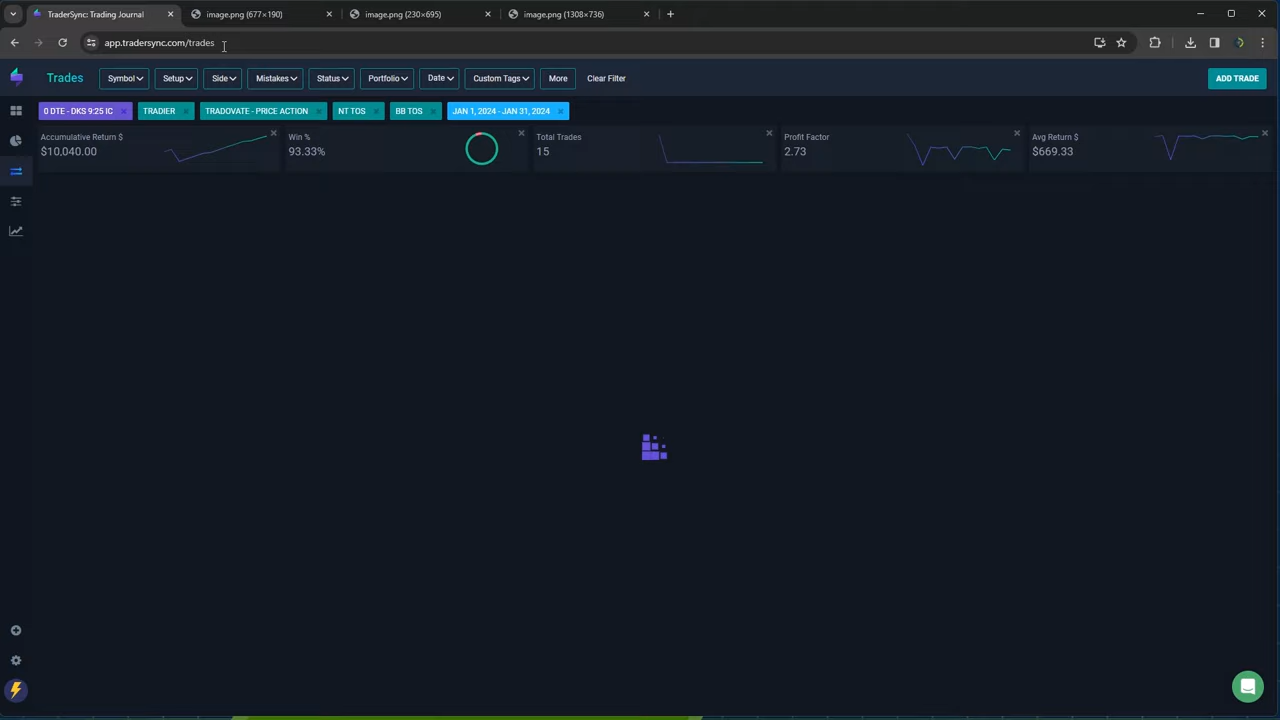 TraderSync: Trading Journal
image.png (677×190)
image.png (230×695)
image.png (1308×736)
app.tradersync.com/trades
Trades
Symbol
Setup
Side
Mistakes
Status
Portfolio
Date
Custom Tags
More
Clear Filter
ADD TRADE
0 DTE - DKS 9:25 IC
TRADIER
TRADOVATE - PRICE ACTION
NT TOS
BB TOS
JAN 1, 2024 - JAN 31, 2024
Accumulative Return $
$10,040.00
Win %
93.33%
Total Trades
15
Profit Factor
2.73
Avg Return $
$669.33